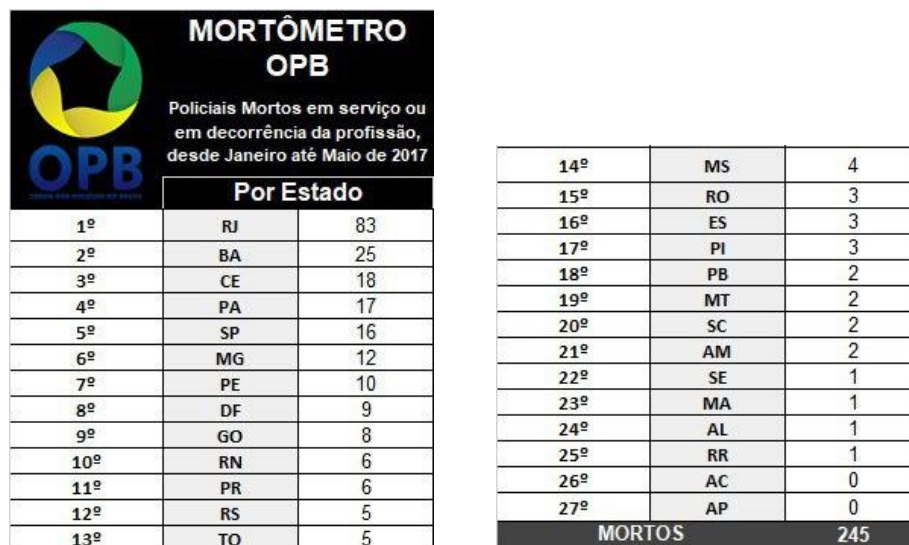 MORTÔMETRO
OPB
Policiais Mortos em serviço ou
em decorrência da profissão,
desde Janeiro até Maio de 2017
OPB
Por Estado
1º RJ 83
2º BA 25
3º CE 18
4º PA 17
5º SP 16
6º MG 12
7º PE 10
8º DF 9
9º GO 8
10º RN 6
11º PR 6
12º RS 5
13º TO 5
14º MS 4
15º RO 3
16º ES 3
17º PI 3
18º PB 2
19º MT 2
20º SC 2
21º AM 2
22º SE 1
23º MA 1
24º AL 1
25º RR 1
26º AC 0
27º AP 0
MORTOS 245